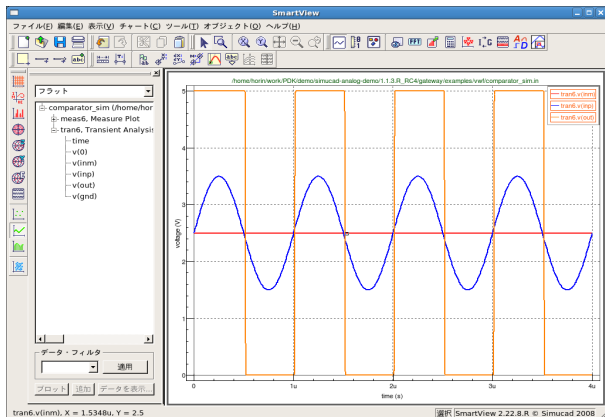 SmartView
ファイル(F) 編集(E) 表示(V) チャート(C) ツール(T) オブジェクト(O) ヘルプ(H)
フラット
comparator_sim (/home/hor
meas6, Measure Plot
tran6, Transient Analysis
time
v(0)
v(inm)
v(inp)
v(out)
v(gnd)
データ・フィルタ
適用
プロット 追加 データを表示...
/home/horin/work/PDK/demo/simucad-analog-demo/1.1.3.R_RC4/gateway/examples/vwf/comparator_sim.in
tran6.v(inm)
tran6.v(inp)
tran6.v(out)
5
4
3
2
1
0
voltage (V)
0 1u 2u 3u 4u
time (s)
tran6.v(inm), X = 1.5348u, Y = 2.5
選択 SmartView 2.22.8.R © Simucad 2008